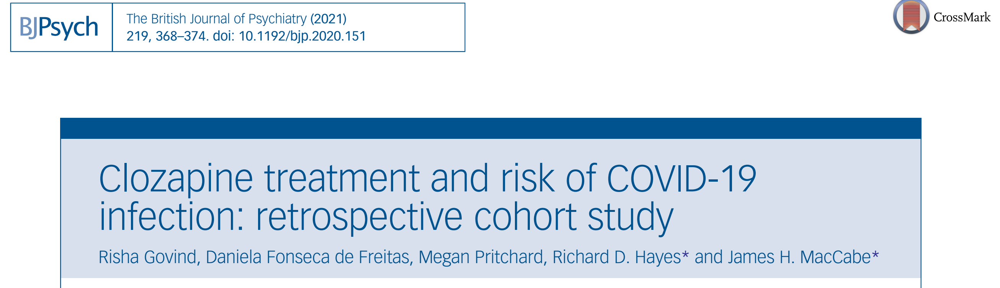 BJPsych
The British Journal of Psychiatry (2021)
219, 368–374. doi: 10.1192/bjp.2020.151
CrossMark
Clozapine treatment and risk of COVID-19
infection: retrospective cohort study
Risha Govind, Daniela Fonseca de Freitas, Megan Pritchard, Richard D. Hayes* and James H. MacCabe*